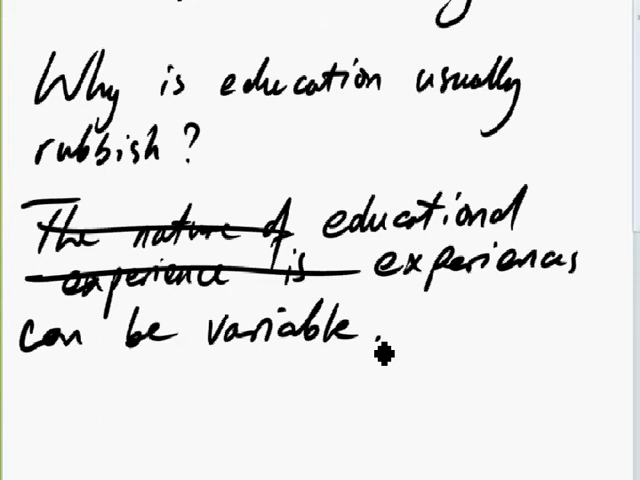 Why is education usually
rubbish?
The nature of educational
experience is experiences
can be variable.